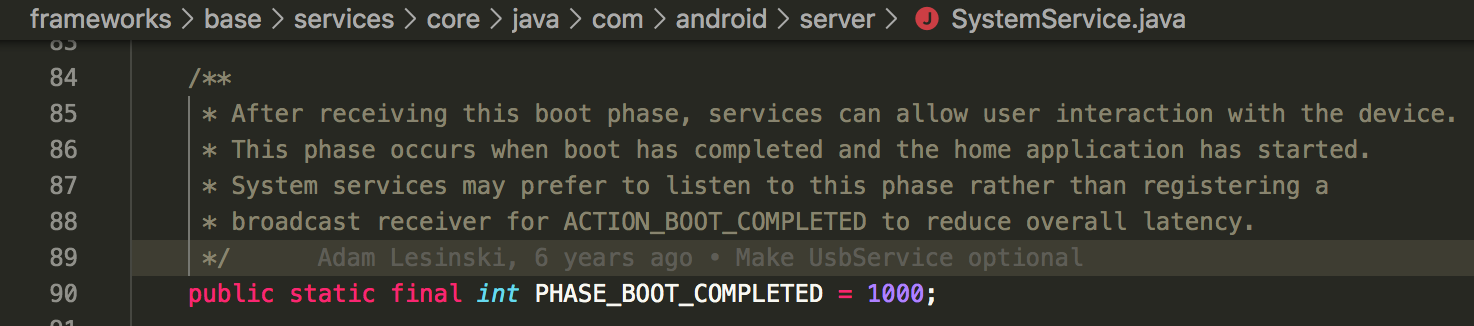 frameworks > base > services > core > java > com > android > server > J SystemService.java
83
84 /**
85 * After receiving this boot phase, services can allow user interaction with the device.
86 * This phase occurs when boot has completed and the home application has started.
87 * System services may prefer to listen to this phase rather than registering a
88 * broadcast receiver for ACTION_BOOT_COMPLETED to reduce overall latency.
89 */ Adam Lesinski, 6 years ago • Make UsbService optional
90 public static final int PHASE_BOOT_COMPLETED = 1000;
91